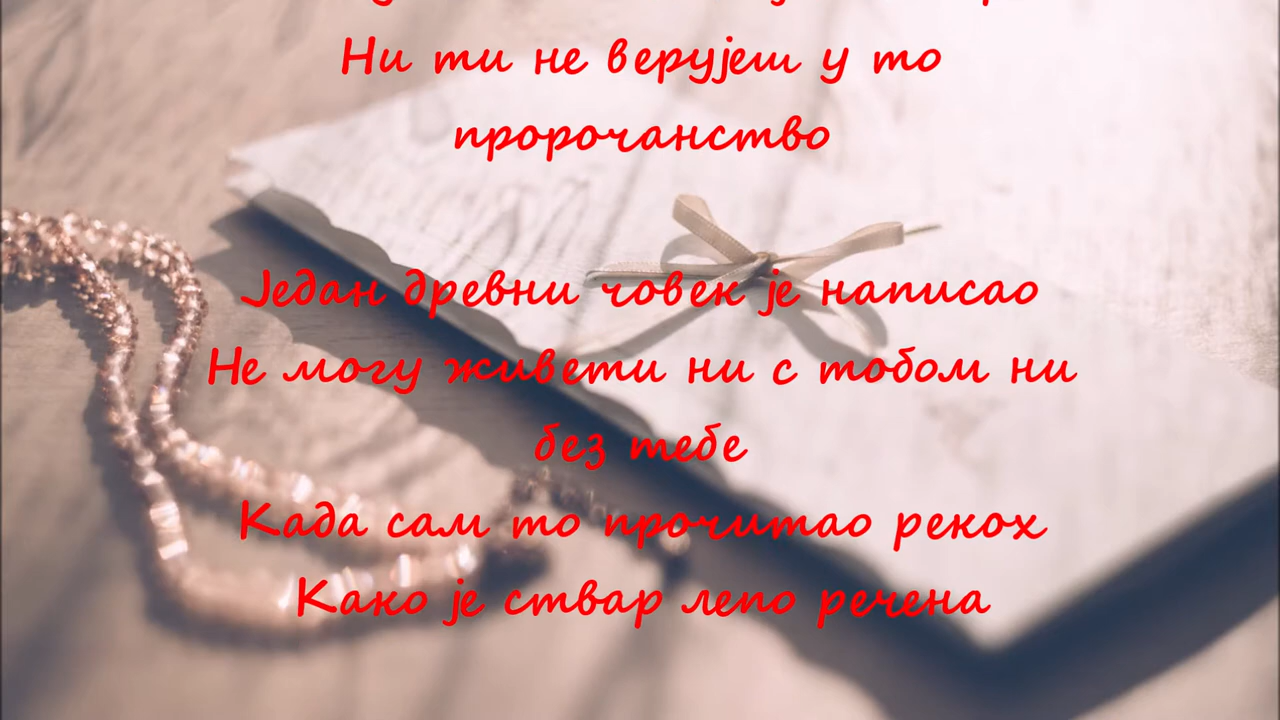 Ни ти не верујеш у то
пророчанство
Један древни човек је написао
Не могу живети ни с тобом ни
без тебе
Када сам то прочитао рекох
Како је ствар лепо речена